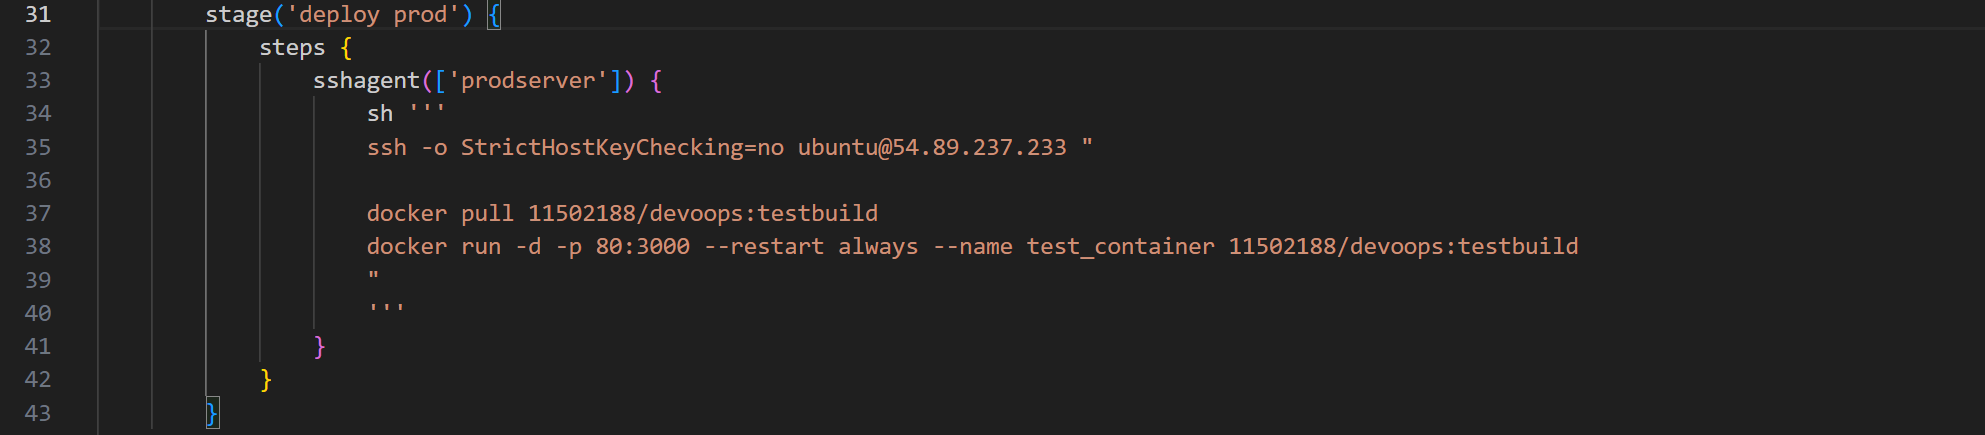 31 stage('deploy prod') {
32 steps {
33 sshagent(['prodserver']) {
34 sh '''
35 ssh -o StrictHostKeyChecking=no ubuntu@54.89.237.233 "
36
37 docker pull 11502188/devoops:testbuild
38 docker run -d -p 80:3000 --restart always --name test_container 11502188/devoops:testbuild
39 "
40 '''
41 }
42 }
43 }